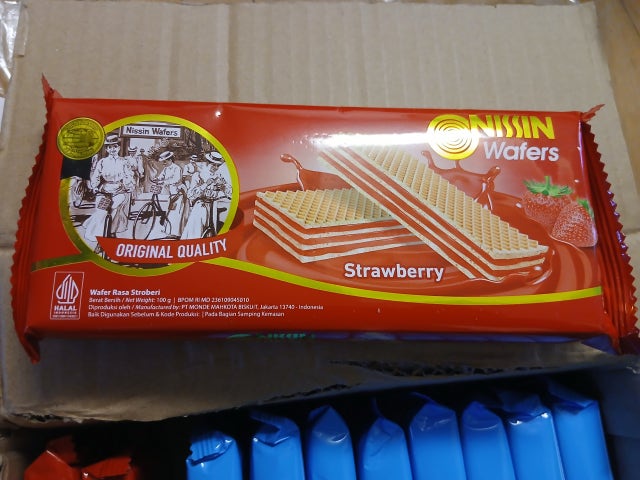 Nissin Wafers
ORIGINAL QUALITY
NISSIN
Wafers
Strawberry
HALAL
INDONESIA
Wafer Rasa Stroberi
Berat Bersih / Net Weight: 100 g | BPOM RI MD 236109045010
Diproduksi oleh / Manufactured by: PT MONDE MAHKOTA BISKUIT, Jakarta 13740 - Indonesia
Baik Digunakan Sebelum & Kode Produksi: | Pada Bagian Samping Kemasan